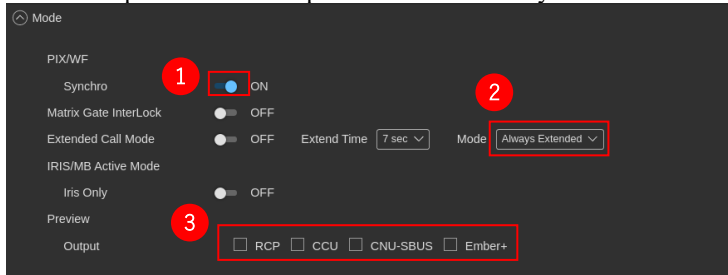 Mode
PIX/WF
1
Synchro ON
2
Matrix Gate InterLock OFF
Extended Call Mode OFF Extend Time 7 sec Mode Always Extended
IRIS/MB Active Mode
Iris Only OFF
Preview
3
Output RCP CCU CNU-SBUS Ember+